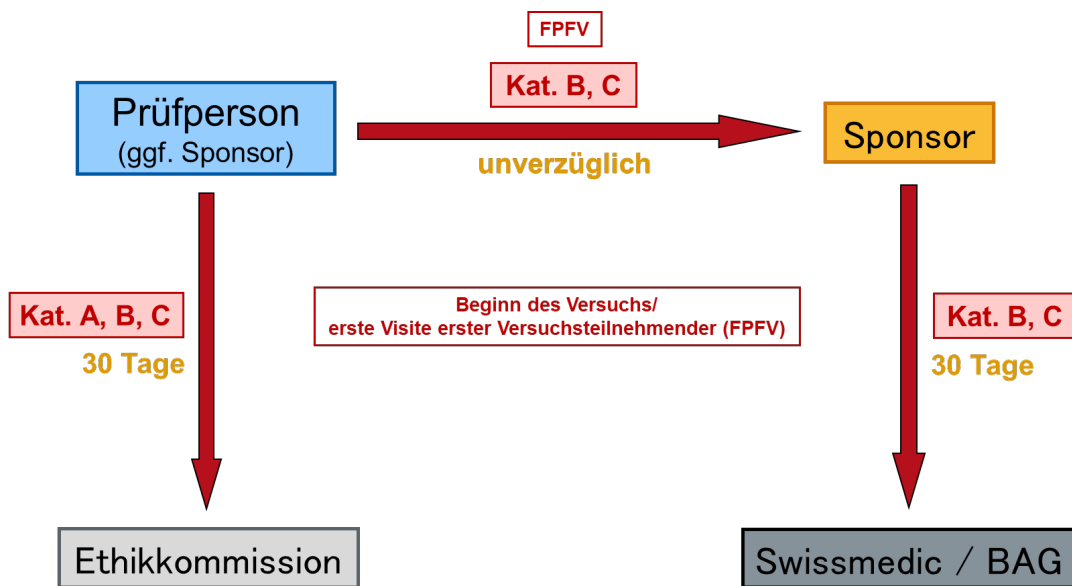 FPFV
Kat. B, C
Prüfperson
(ggf. Sponsor)
Sponsor
unverzüglich
Kat. A, B, C
30 Tage
Beginn des Versuchs/
erste Visite erster Versuchsteilnehmender (FPFV)
Kat. B, C
30 Tage
Ethikkommission
Swissmedic / BAG